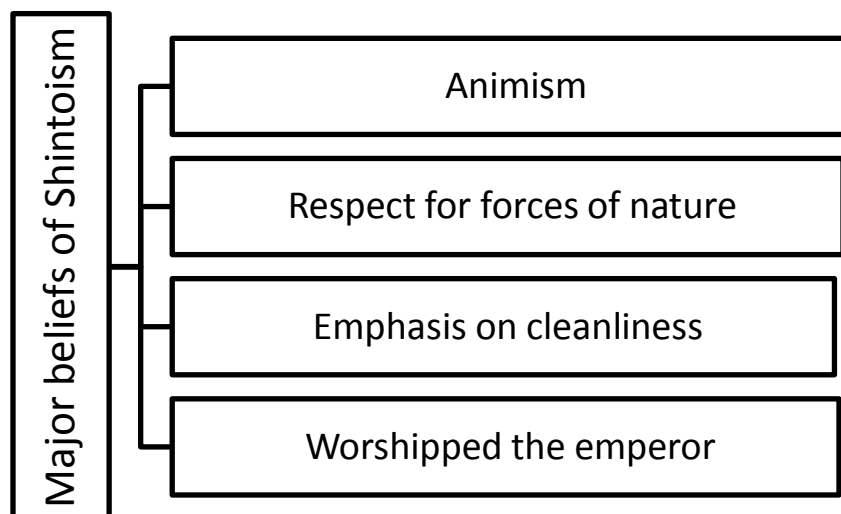 Major beliefs of Shintoism
Animism
Respect for forces of nature
Emphasis on cleanliness
Worshipped the emperor